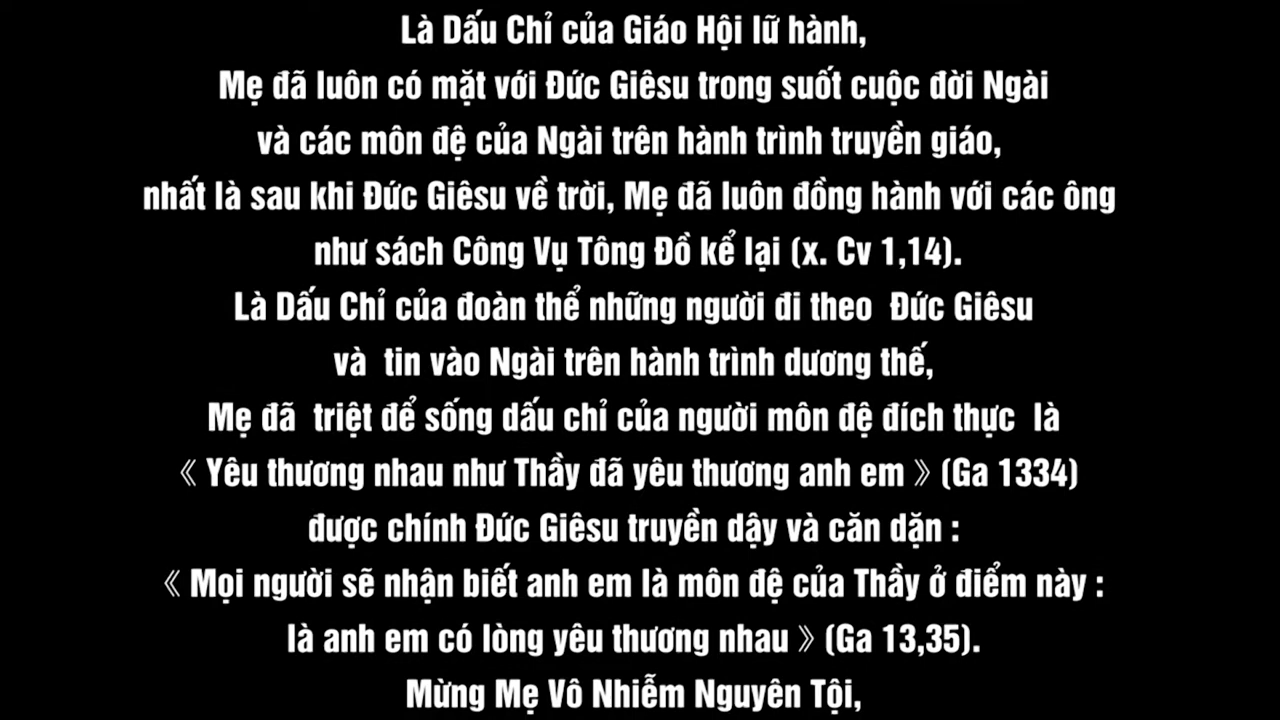 Là Dấu Chỉ của Giáo Hội lữ hành,
Mẹ đã luôn có mặt với Đức Giêsu trong suốt cuộc đời Ngài
và các môn đệ của Ngài trên hành trình truyền giáo,
nhất là sau khi Đức Giêsu về trời, Mẹ đã luôn đồng hành với các ông
như sách Công Vụ Tông Đồ kể lại (x. Cv 1,14).
Là Dấu Chỉ của đoàn thể những người đi theo  Đức Giêsu
và  tin vào Ngài trên hành trình dương thế,
Mẹ đã  triệt để sống dấu chỉ của người môn đệ đích thực  là
《 Yêu thương nhau như Thầy đã yêu thương anh em 》(Ga 1334)
được chính Đức Giêsu truyền dậy và căn dặn :
《 Mọi người sẽ nhận biết anh em là môn đệ của Thầy ở điểm này :
là anh em có lòng yêu thương nhau 》(Ga 13,35).
Mừng Mẹ Vô Nhiễm Nguyên Tội,